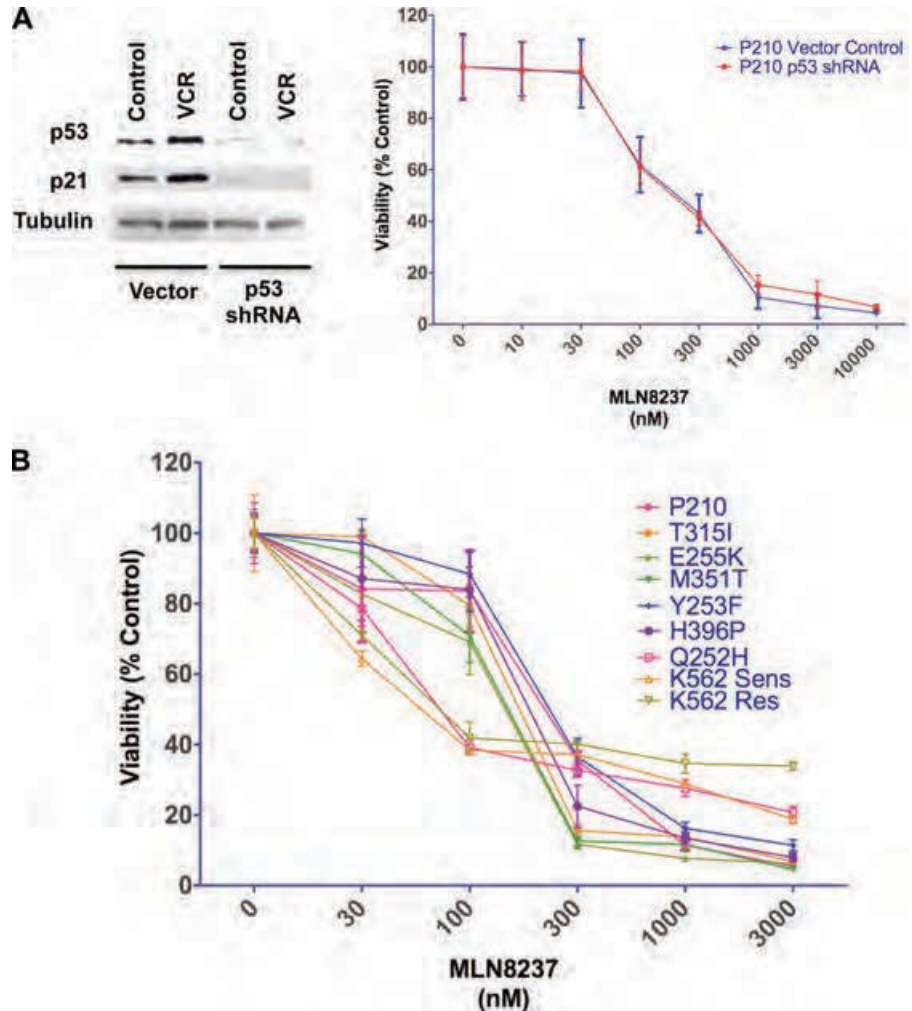 A
Control
VCR
Control
VCR
p53
p21
Tubulin
Vector
p53
shRNA
P210 Vector Control
P210 p53 shRNA
Viability (% Control)
120
100
80
60
40
20
0
0
10
30
100
300
1000
3000
10000
MLN8237
(nM)
B
Viability (% Control)
120
100
80
60
40
20
0
P210
T315I
E255K
M351T
Y253F
H396P
Q252H
K562 Sens
K562 Res
0
30
100
300
1000
3000
MLN8237
(nM)